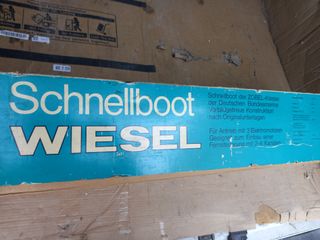 Schnellboot
WIESEL
Schnellboot der ZOBEL-Klasse
der Deutschen Bundesmarine
Vorbildgetreue Konstruktion
nach Originalunterlagen
Für Antrieb mit 2 Elektromotoren
Geeignet zum Einbau einer
Fernsteuerung mit 2-4 Kanälen